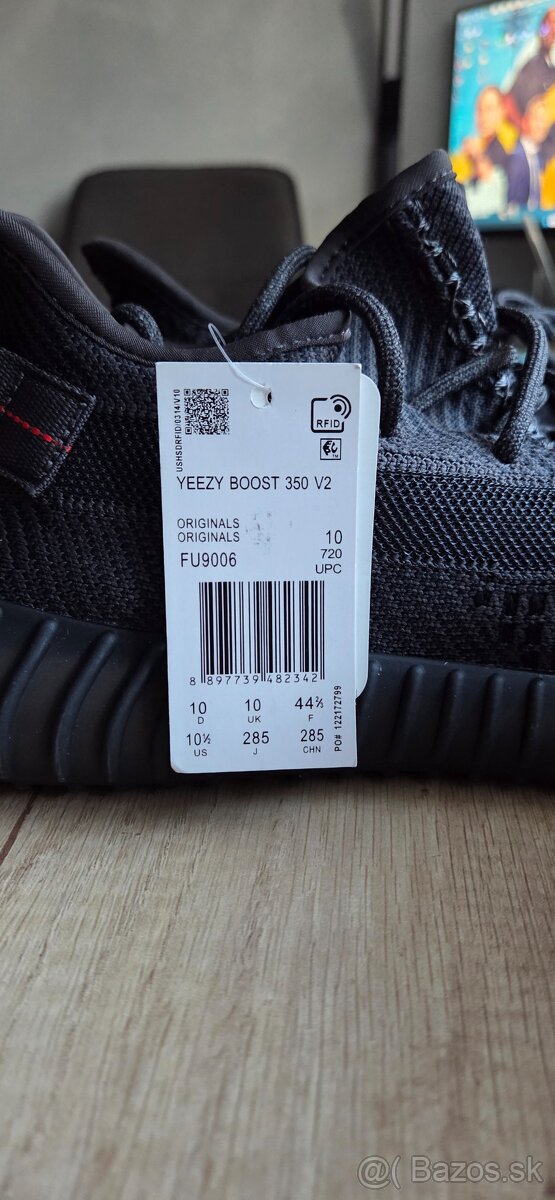 USHSDRFID/0314/V10
RFID
YEEZY BOOST 350 V2
ORIGINALS
ORIGINALS 10
FU9006 720
UPC
8 897739 482342
10 10 44⅔
D UK F
10½ 285 285
US J CHN
PO# 122172799
@( Bazos.sk